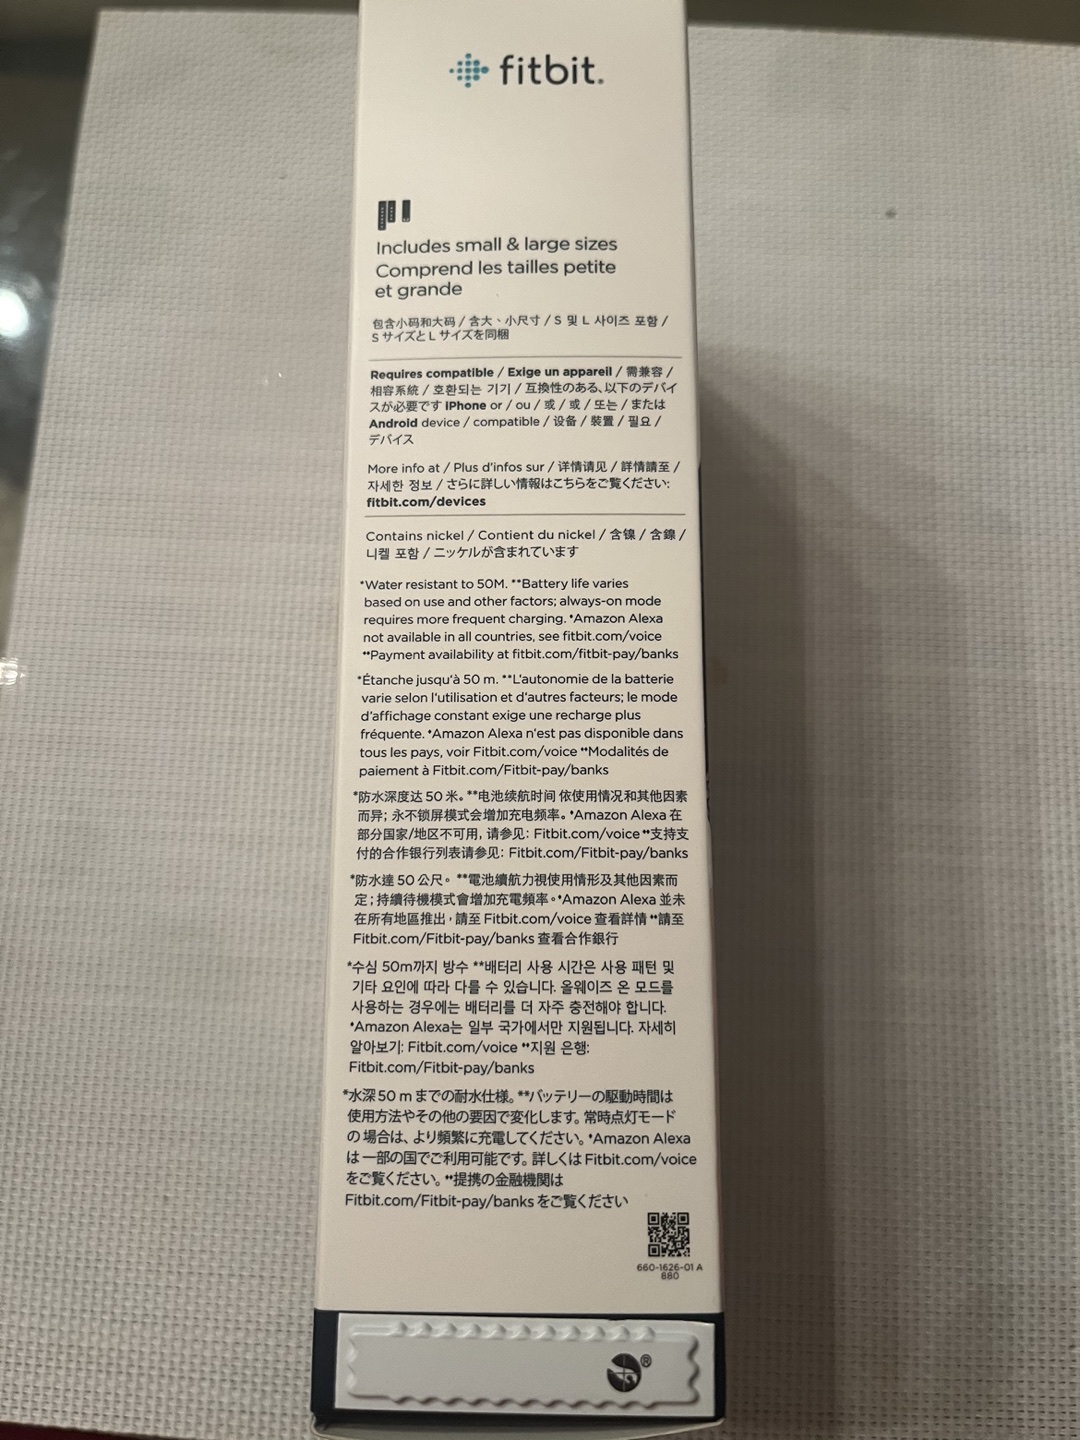 fitbit.
Includes small & large sizes
Comprend les tailles petite
et grande
包含小码和大码 / 含大、小尺寸 / S 및 L 사이즈 포함 /
S サイズと L サイズを同梱
Requires compatible / Exige un appareil / 需兼容 /
相容系統 / 호환되는 기기 / 互換性のある、以下のデバイ
スが必要です iPhone or / ou / 或 / 或 / 또는 / または
Android device / compatible / 设备 / 裝置 / 필요 /
デバイス
More info at / Plus d'infos sur / 详情请见 / 詳情請至 /
자세한 정보 / さらに詳しい情報はこちらをご覧ください:
fitbit.com/devices
Contains nickel / Contient du nickel / 含镍 / 含鎳 /
니켈 포함 / ニッケルが含まれています
*Water resistant to 50M. **Battery life varies
based on use and other factors; always-on mode
requires more frequent charging. ♦Amazon Alexa
not available in all countries, see fitbit.com/voice
♦♦Payment availability at fitbit.com/fitbit-pay/banks
*Étanche jusqu'à 50 m. **L'autonomie de la batterie
varie selon l'utilisation et d'autres facteurs; le mode
d'affichage constant exige une recharge plus
fréquente. ♦Amazon Alexa n'est pas disponible dans
tous les pays, voir Fitbit.com/voice ♦♦Modalités de
paiement à Fitbit.com/Fitbit-pay/banks
*防水深度达 50 米。**电池续航时间 依使用情况和其他因素
而异; 永不锁屏模式会增加充电频率。♦Amazon Alexa 在
部分国家/地区不可用, 请参见: Fitbit.com/voice ♦♦支持支
付的合作银行列表请参见: Fitbit.com/Fitbit-pay/banks
*防水達 50 公尺。**電池續航力視使用情形及其他因素而
定；持續待機模式會增加充電頻率。♦Amazon Alexa 並未
在所有地區推出，請至 Fitbit.com/voice 查看詳情 ♦♦請至
Fitbit.com/Fitbit-pay/banks 查看合作銀行
*수심 50m까지 방수 **배터리 사용 시간은 사용 패턴 및
기타 요인에 따라 다를 수 있습니다. 올웨이즈 온 모드를
사용하는 경우에는 배터리를 더 자주 충전해야 합니다.
♦Amazon Alexa는 일부 국가에서만 지원됩니다. 자세히
알아보기: Fitbit.com/voice ♦♦지원 은행:
Fitbit.com/Fitbit-pay/banks
*水深 50 m までの耐水仕様。**バッテリーの駆動時間は
使用方法やその他の要因で変化します。常時点灯モード
の 場合は、より頻繁に充電してください。♦Amazon Alexa
は 一部の国でご利用可能です。詳しくは Fitbit.com/voice
をご覧ください。♦♦提携の金融機関は
Fitbit.com/Fitbit-pay/banks をご覧ください
660-1626-01 A
880
®